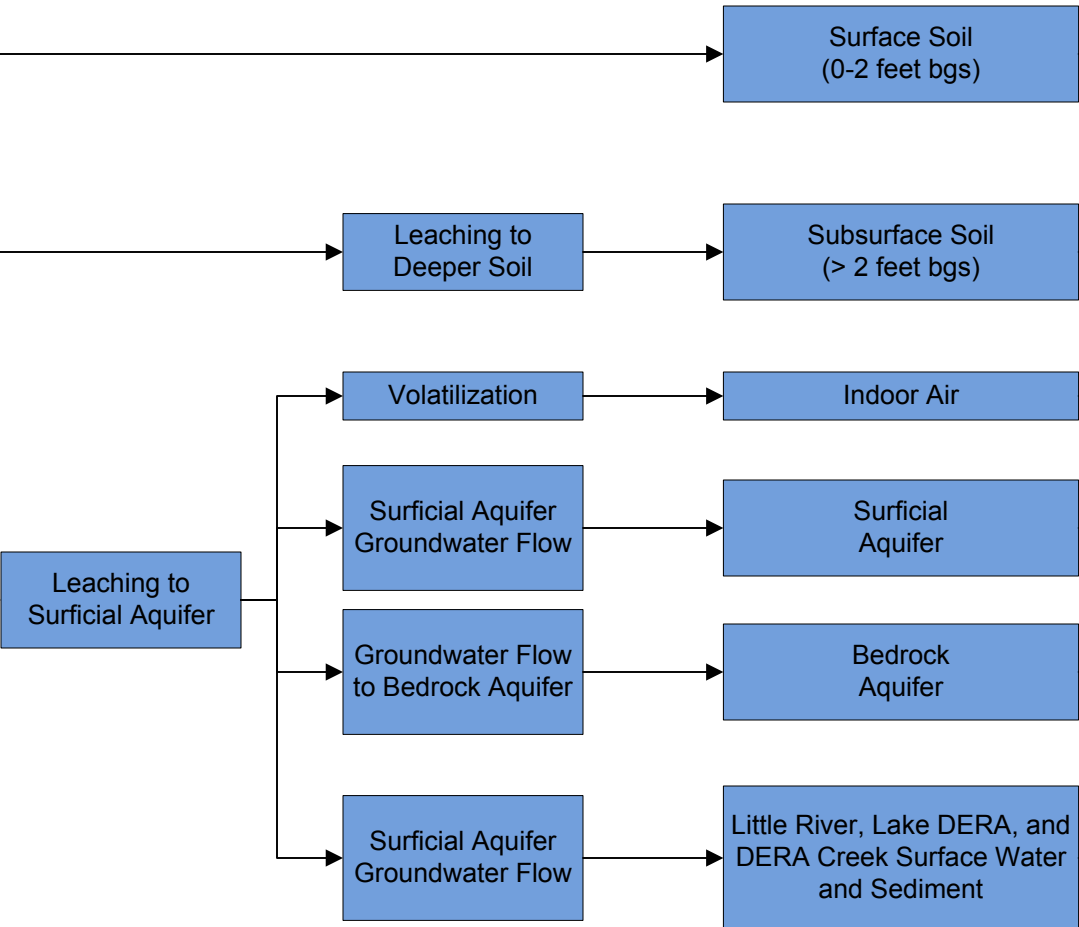 Surface Soil
(0-2 feet bgs)
Leaching to
Deeper Soil
Subsurface Soil
(> 2 feet bgs)
Volatilization
Indoor Air
Surficial Aquifer
Groundwater Flow
Surficial
Aquifer
Leaching to
Surficial Aquifer
Groundwater Flow
to Bedrock Aquifer
Bedrock
Aquifer
Surficial Aquifer
Groundwater Flow
Little River, Lake DERA, and
DERA Creek Surface Water
and Sediment